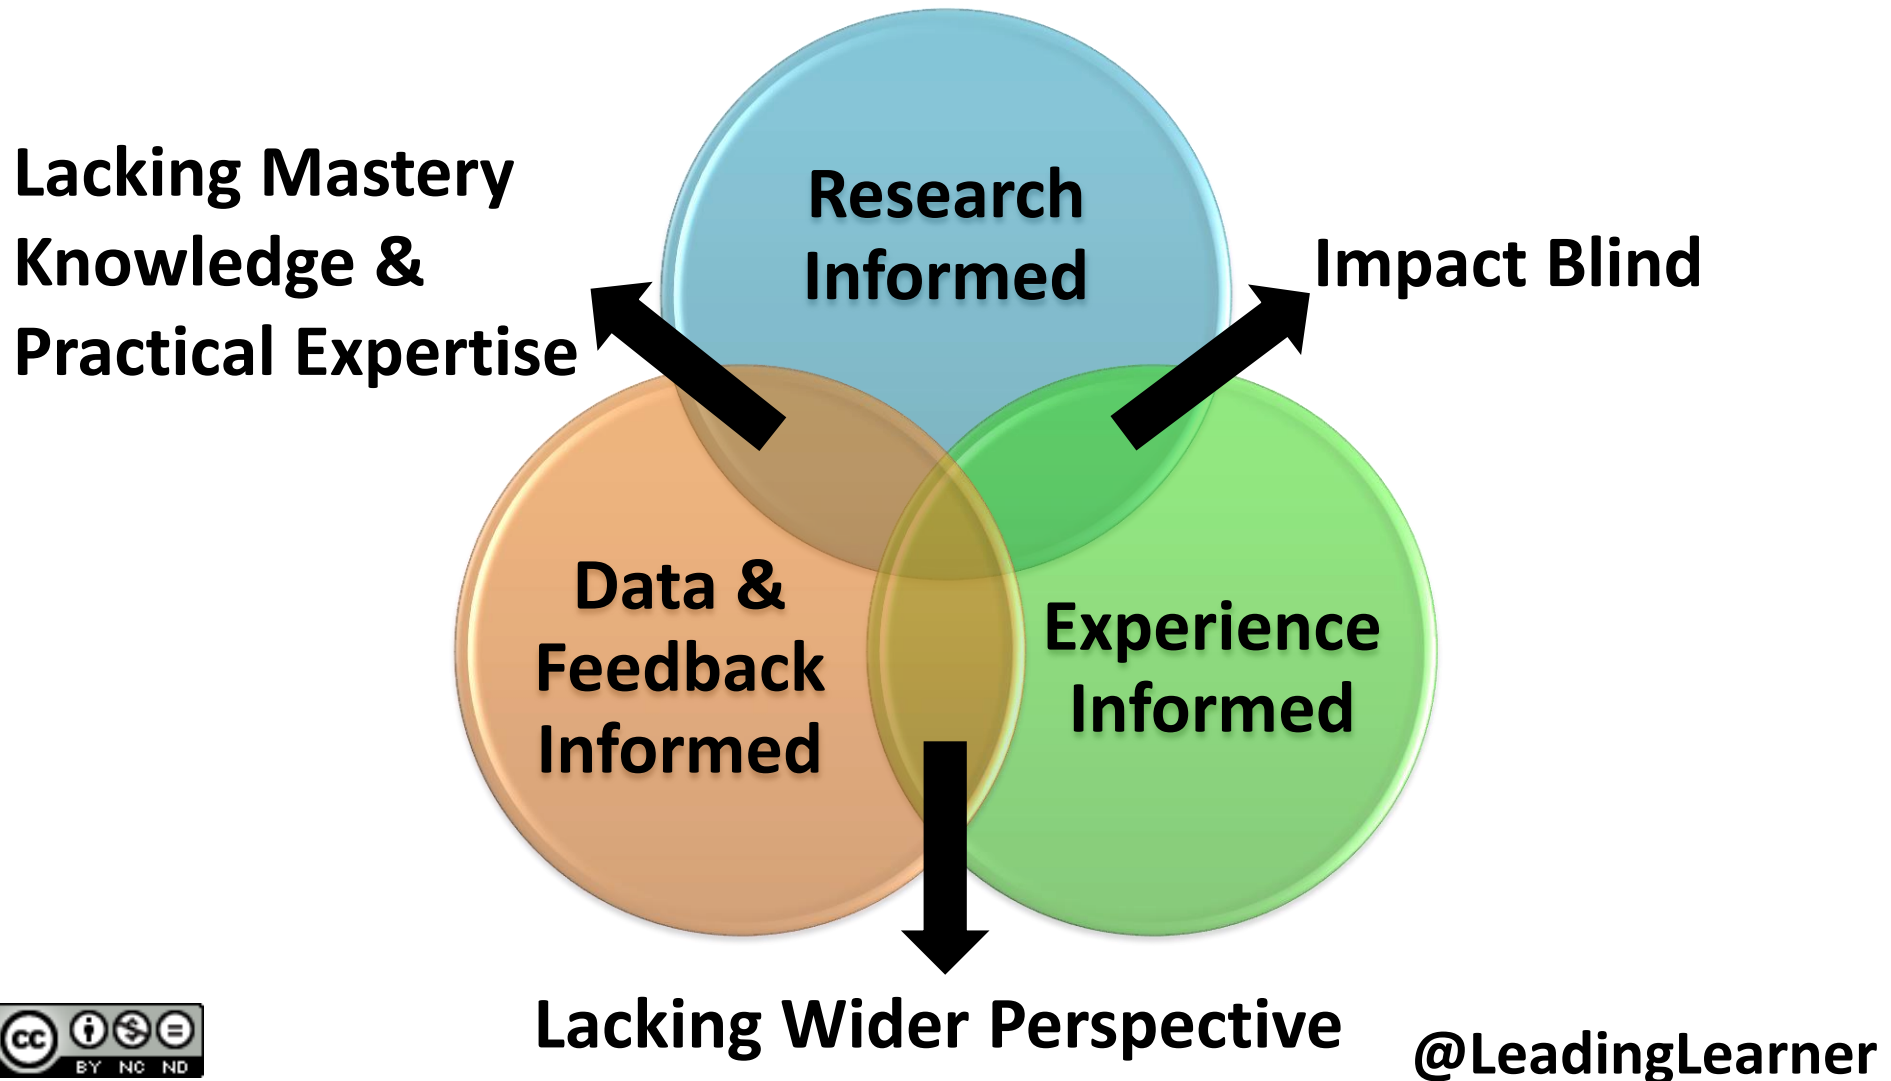 Research
Informed
Lacking Mastery
Knowledge &
Practical Expertise
Impact Blind
Data &
Feedback
Informed
Experience
Informed
Lacking Wider Perspective
@LeadingLearner
cc
BY NC ND